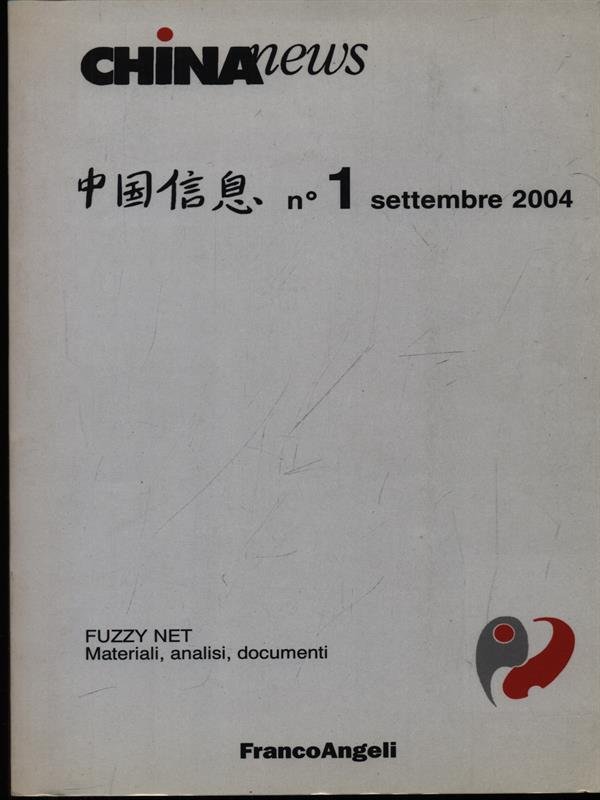 CHiNAnews
中国信息 n° 1 settembre 2004
FUZZY NET
Materiali, analisi, documenti
FrancoAngeli